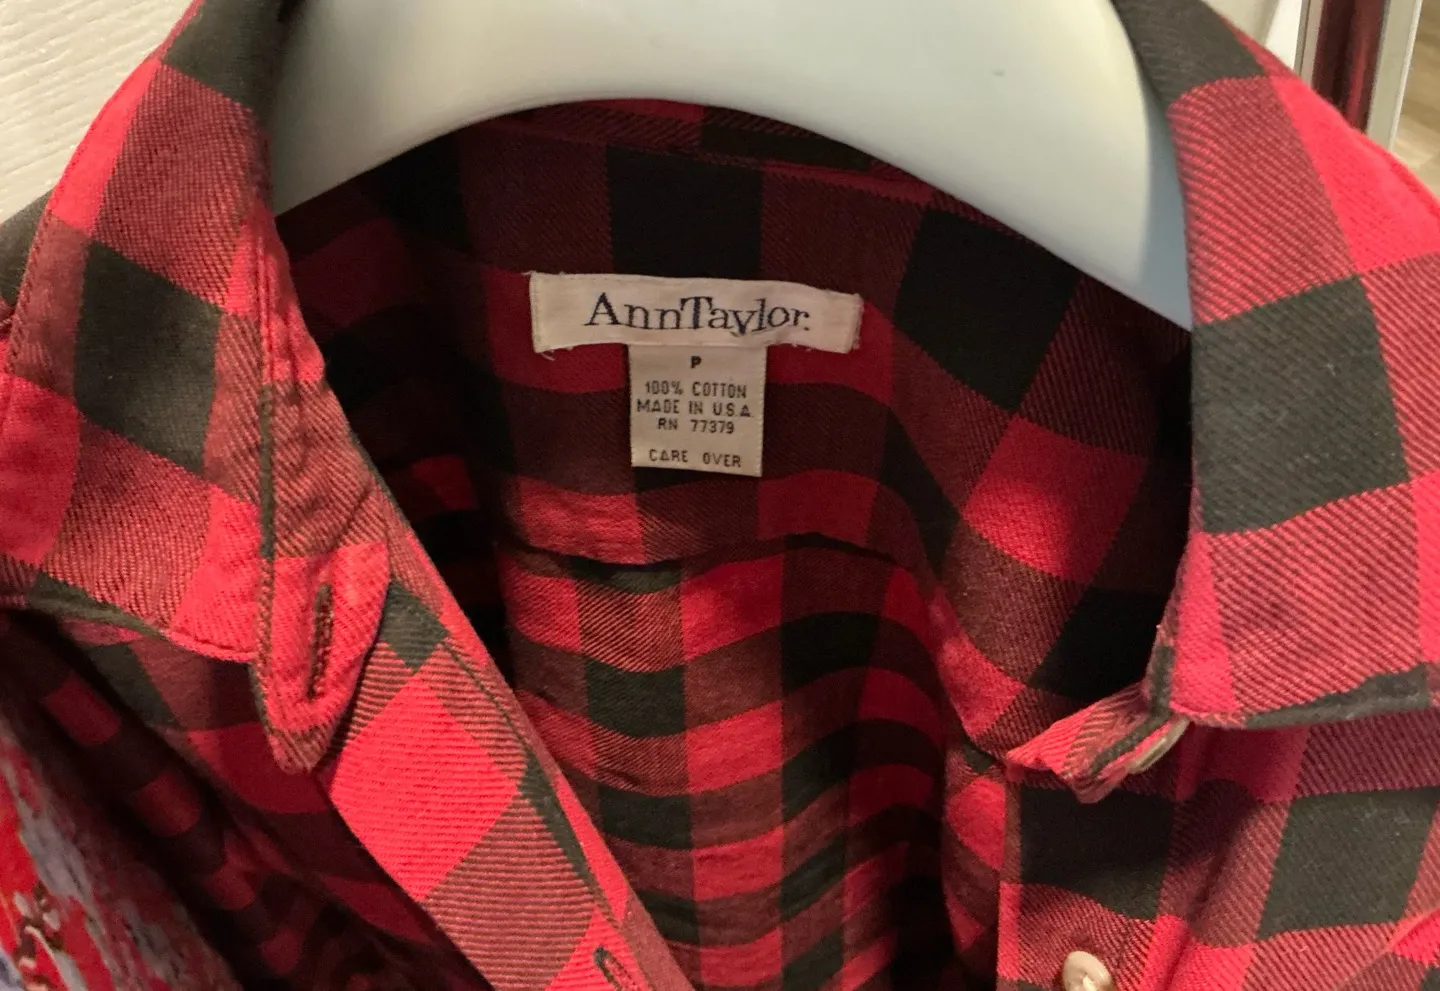 AnnTaylor.
P
100% COTTON
MADE IN U.S.A.
RN 77379
CARE OVER